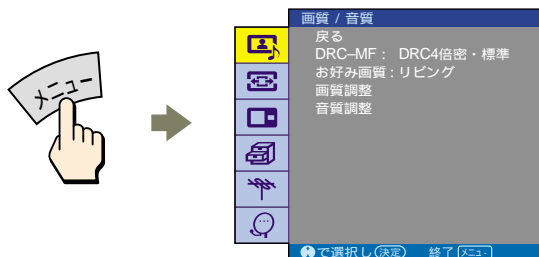 メニュー
画質 / 音質
戻る
DRC–MF： DRC4倍密・標準
お好み画質：リビング
画質調整
音質調整
で選択し 決定 終了 メニュー